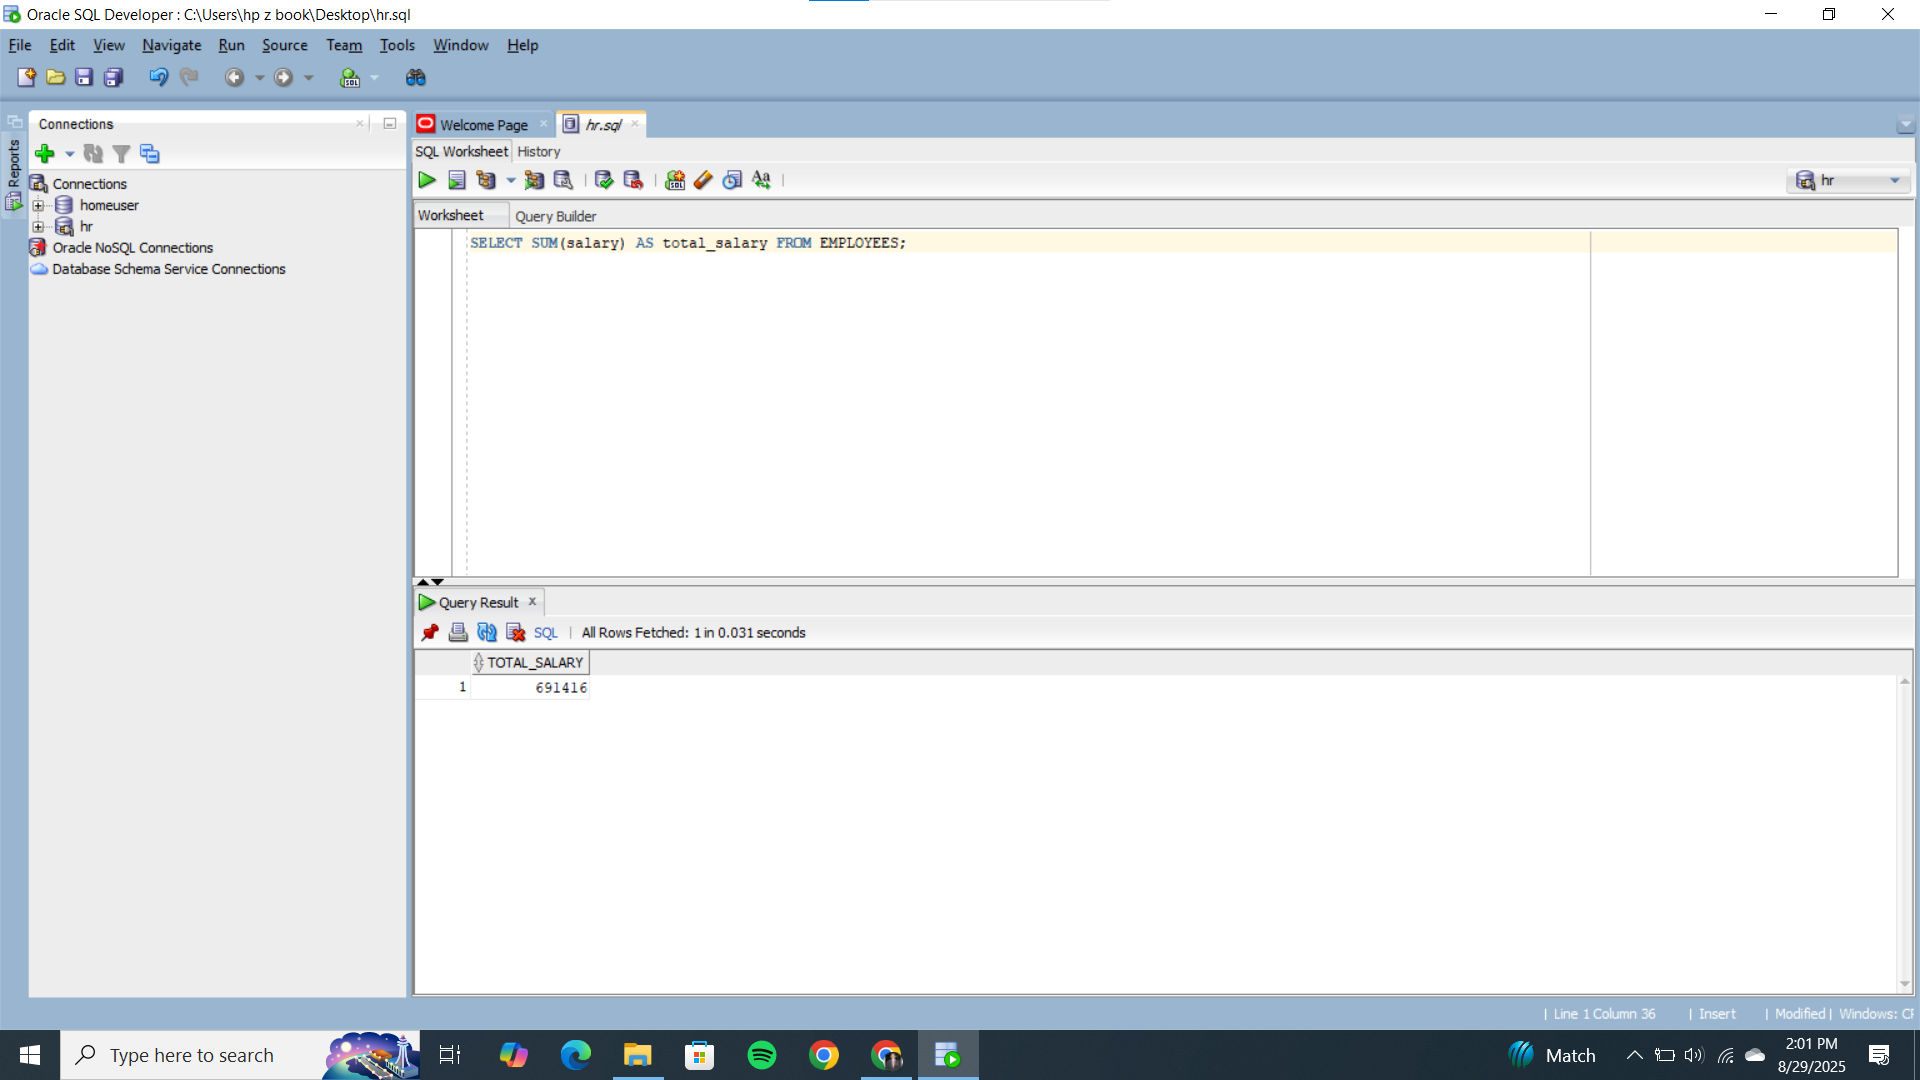 Oracle SQL Developer : C:\Users\hp z book\Desktop\hr.sql
File Edit View Navigate Run Source Team Tools Window Help
Reports
Connections
Connections
homeuser
hr
Oracle NoSQL Connections
Database Schema Service Connections
Welcome Page
hr.sql
SQL Worksheet History
hr
Worksheet Query Builder
SELECT SUM(salary) AS total_salary FROM EMPLOYEES;
Query Result
SQL | All Rows Fetched: 1 in 0.031 seconds
TOTAL_SALARY
1 691416
| Line 1 Column 36 | Insert | Modified | Windows: CF
Type here to search
Match
2:01 PM
8/29/2025